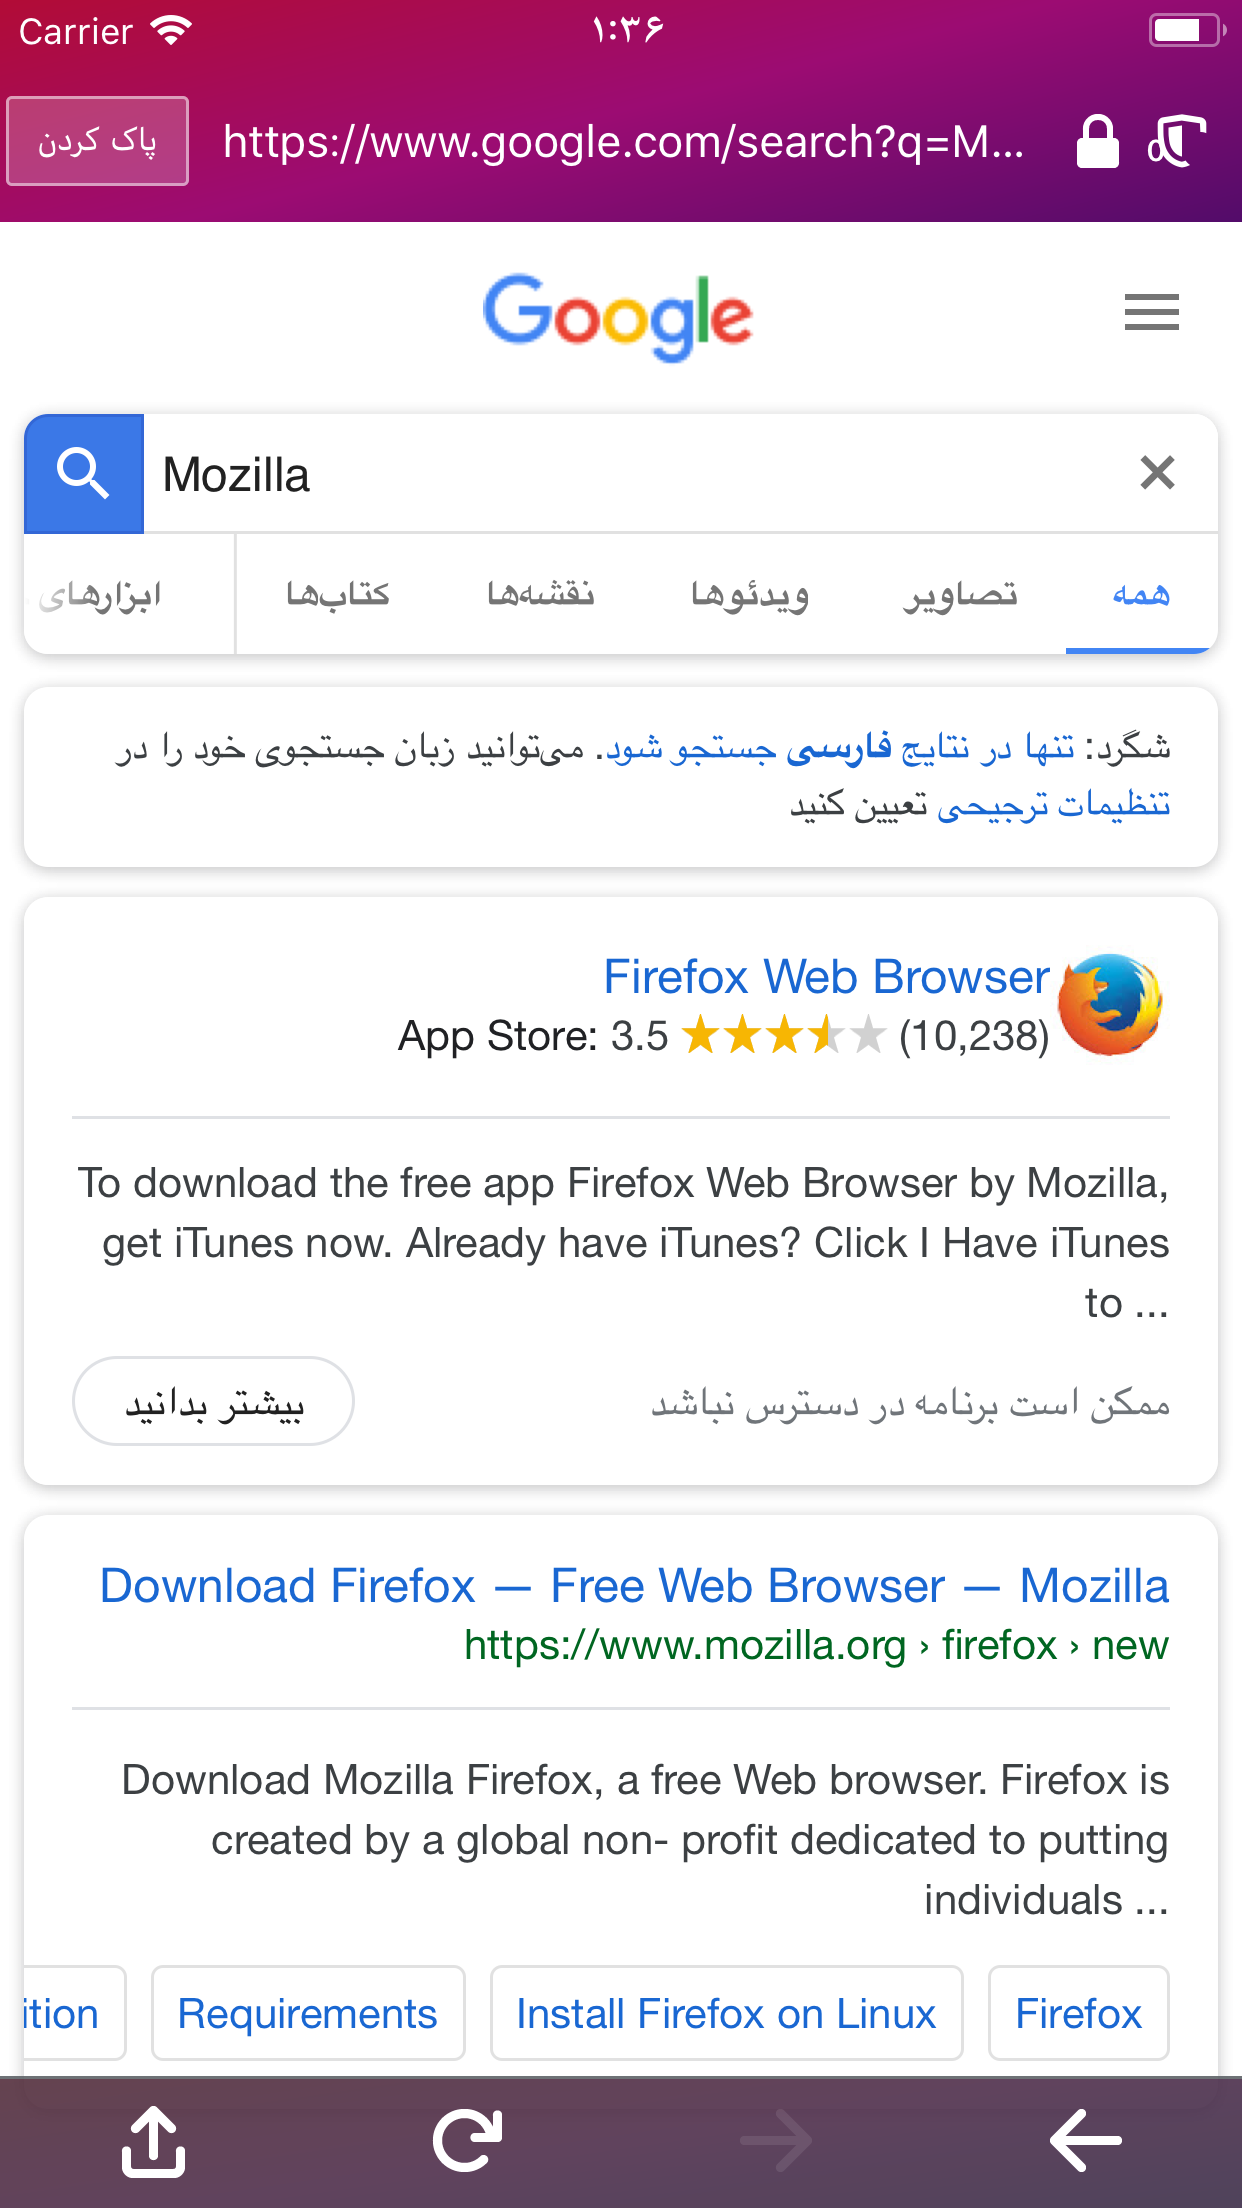 Carrier
۱:۳۶
پاک کردن
https://www.google.com/search?q=M...
Google
Mozilla
همه تصاویر ویدئوها نقشه‌ها کتاب‌ها ابزارهای
شگرد: تنها در نتایج فارسی جستجو شود. می‌توانید زبان جستجوی خود را در
تنظیمات ترجیحی تعیین کنید
Firefox Web Browser
App Store: 3.5 (10,238)
To download the free app Firefox Web Browser by Mozilla,
get iTunes now. Already have iTunes? Click I Have iTunes
to ...
ممکن است برنامه در دسترس نباشد
بیشتر بدانید
Download Firefox — Free Web Browser — Mozilla
https://www.mozilla.org › firefox › new
Download Mozilla Firefox, a free Web browser. Firefox is
created by a global non- profit dedicated to putting
individuals ...
Firefox
Install Firefox on Linux
Requirements
ition